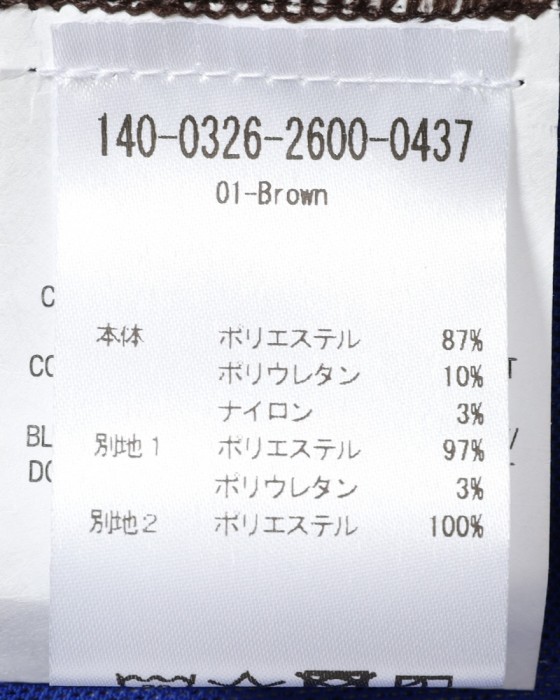 140-0326-2600-0437
01-Brown
本体 ポリエステル 87%
ポリウレタン 10%
ナイロン 3%
別地1 ポリエステル 97%
ポリウレタン 3%
別地2 ポリエステル 100%